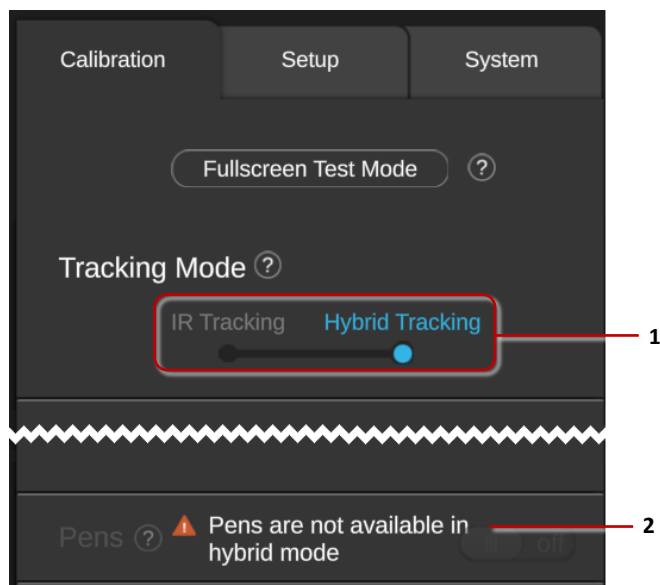 Calibration Setup System
Fullscreen Test Mode ?
Tracking Mode ?
IR Tracking Hybrid Tracking
1
Pens ? Pens are not available in
hybrid mode
off
2